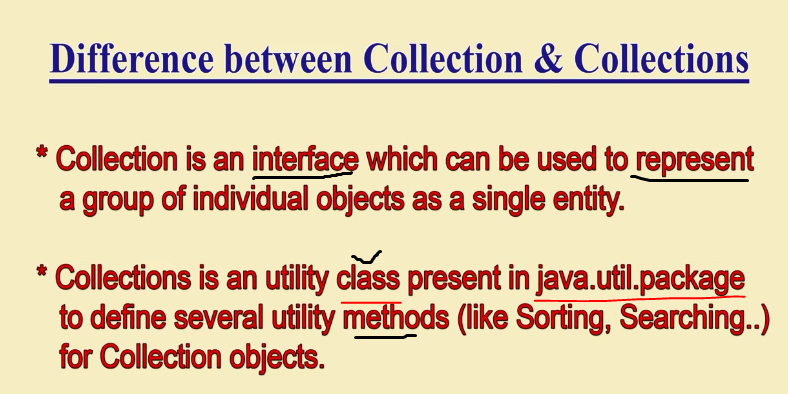 Difference between Collection & Collections
* Collection is an interface which can be used to represent
a group of individual objects as a single entity.
* Collections is an utility class present in java.util.package
to define several utility methods (like Sorting, Searching..)
for Collection objects.